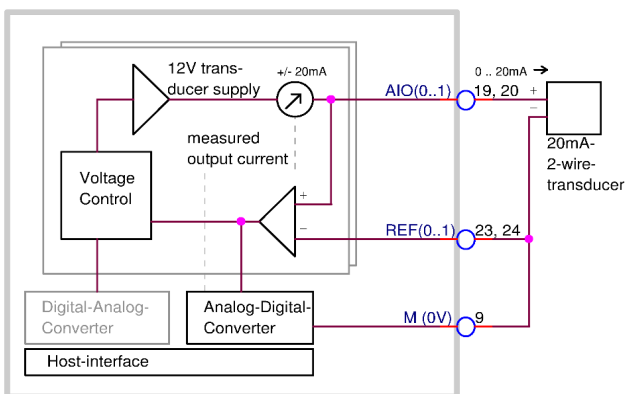 12V trans-
ducer supply
+/- 20mA
AIO(0..1)
0 .. 20mA
19, 20
+
−
20mA-
2-wire-
transducer
measured
output current
Voltage
Control
+
−
REF(0..1)
23, 24
Digital-Analog-
Converter
Analog-Digital-
Converter
M (0V)
9
Host-interface